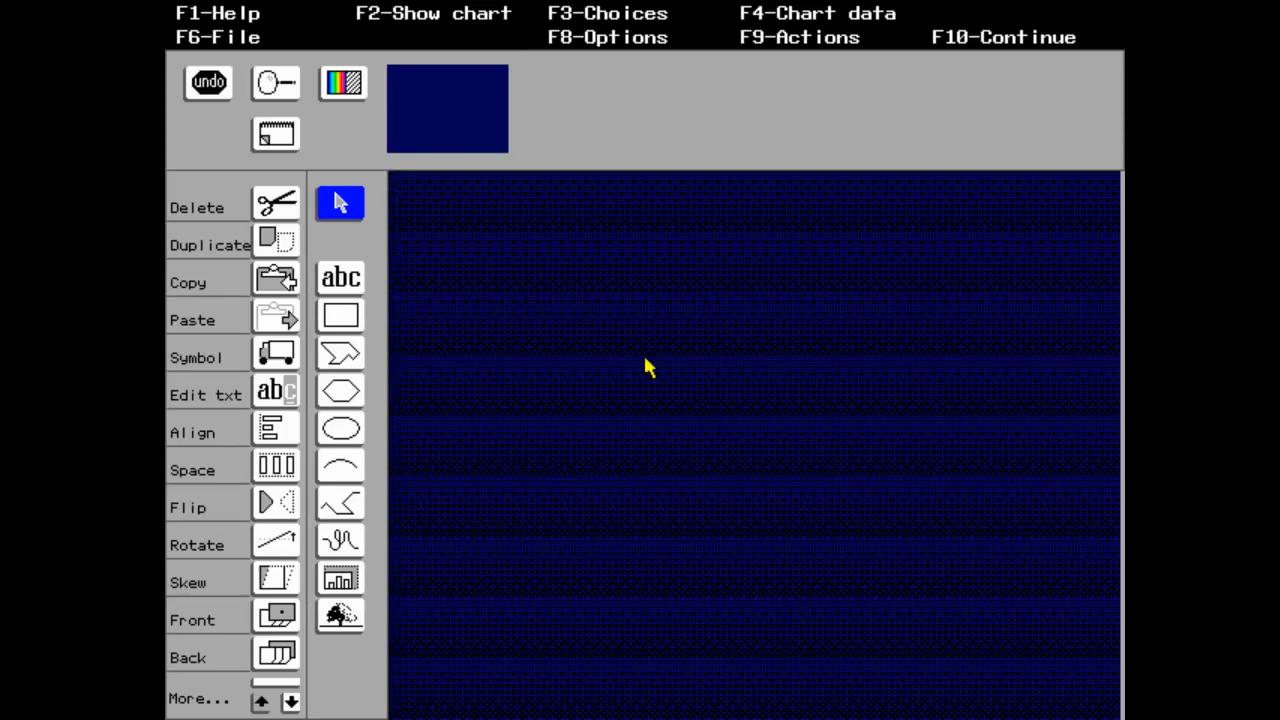 F1-Help F2-Show chart F3-Choices F4-Chart data
F6-File F8-Options F9-Actions F10-Continue
undo
Delete
Duplicate
Copy
abc
Paste
Symbol
Edit txt abc
Align
Space
Flip
Rotate
Skew
Front
Back
More...